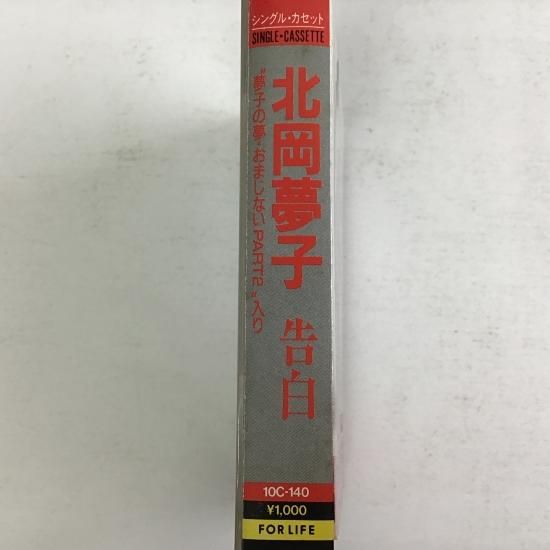 シングル・カセット
SINGLE・CASSETTE
北岡夢子
"夢子の夢・おまじないPART2"入り
告白
10C-140
¥1,000
FOR LIFE